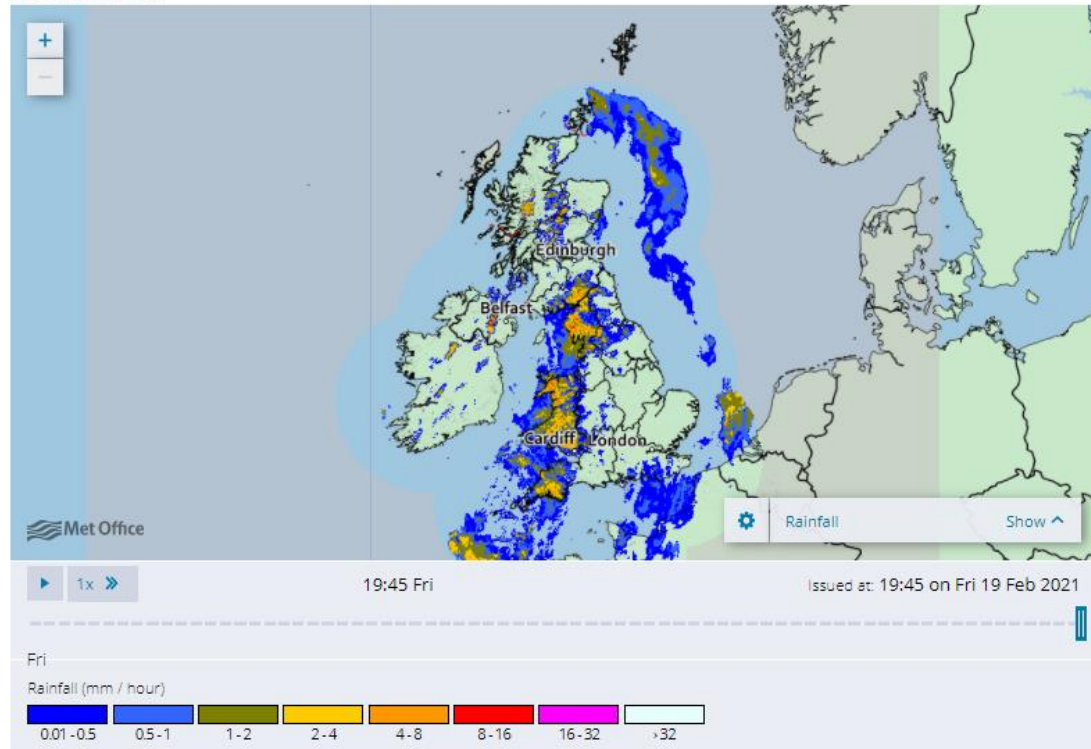 +
−
Edinburgh
Belfast
Cardiff London
Met Office
Rainfall Show
1x
19:45 Fri
Issued at: 19:45 on Fri 19 Feb 2021
Fri
Rainfall (mm / hour)
0.01 - 0.5 0.5 - 1 1 - 2 2 - 4 4 - 8 8 - 16 16 - 32 >32